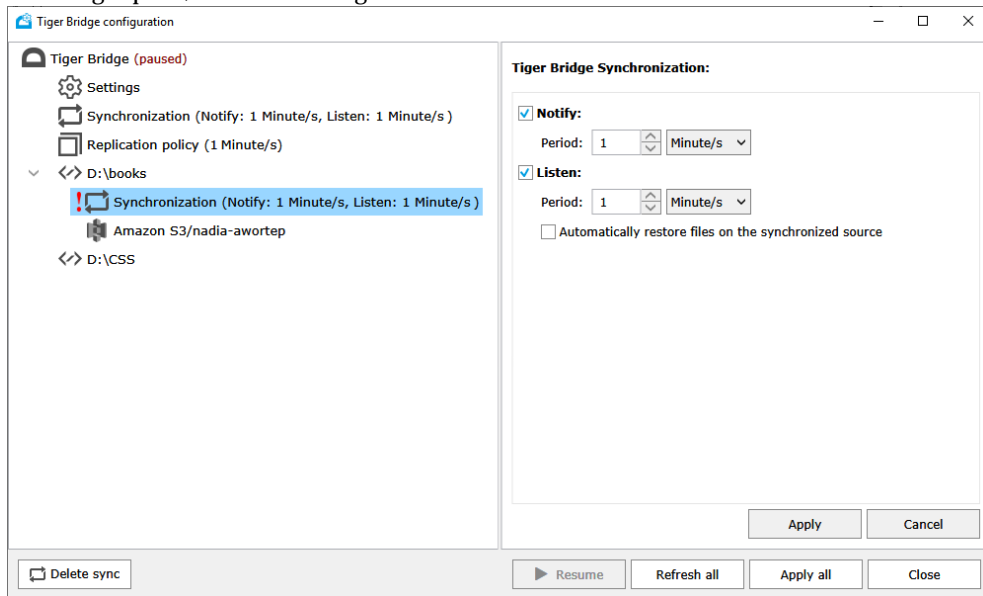 Tiger Bridge configuration
Tiger Bridge (paused)
Settings
Synchronization (Notify: 1 Minute/s, Listen: 1 Minute/s )
Replication policy (1 Minute/s)
D:\books
! Synchronization (Notify: 1 Minute/s, Listen: 1 Minute/s )
Amazon S3/nadia-awortep
D:\CSS
Tiger Bridge Synchronization:
Notify:
Period: 1 Minute/s
Listen:
Period: 1 Minute/s
Automatically restore files on the synchronized source
Apply Cancel
Delete sync Resume Refresh all Apply all Close